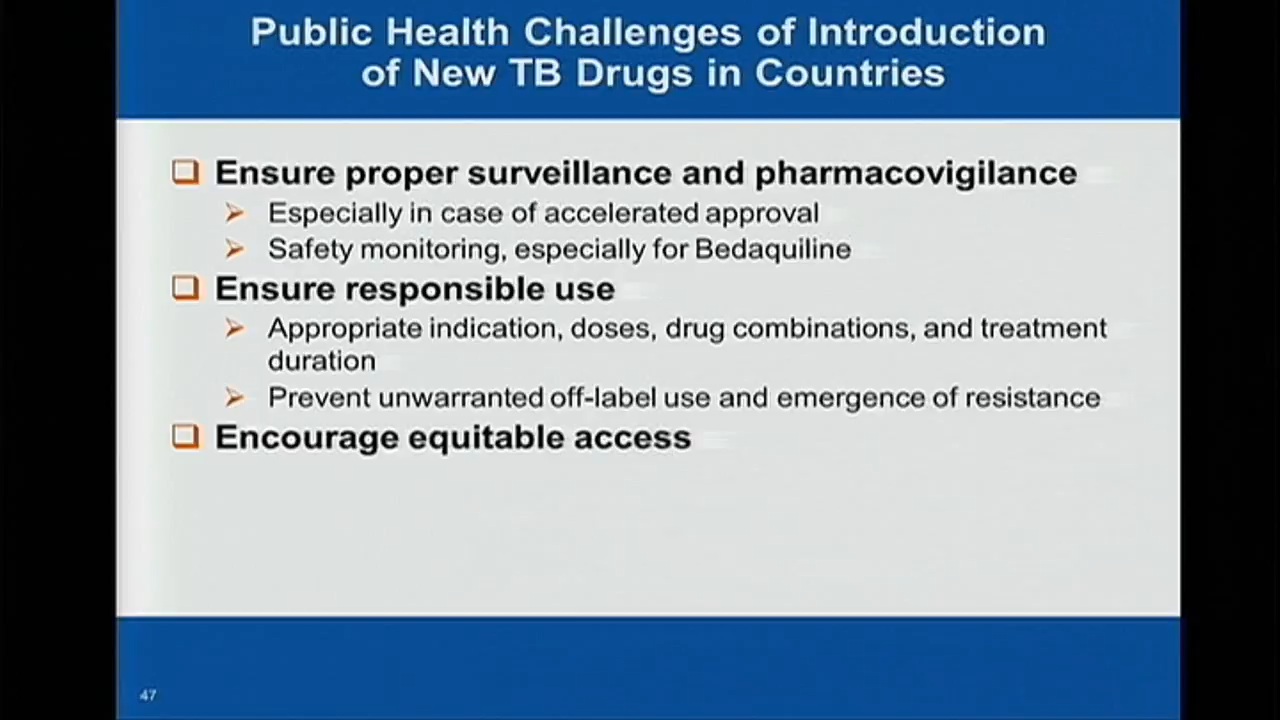 Public Health Challenges of Introduction
of New TB Drugs in Countries
Ensure proper surveillance and pharmacovigilance
Especially in case of accelerated approval
Safety monitoring, especially for Bedaquiline
Ensure responsible use
Appropriate indication, doses, drug combinations, and treatment
duration
Prevent unwarranted off-label use and emergence of resistance
Encourage equitable access
47